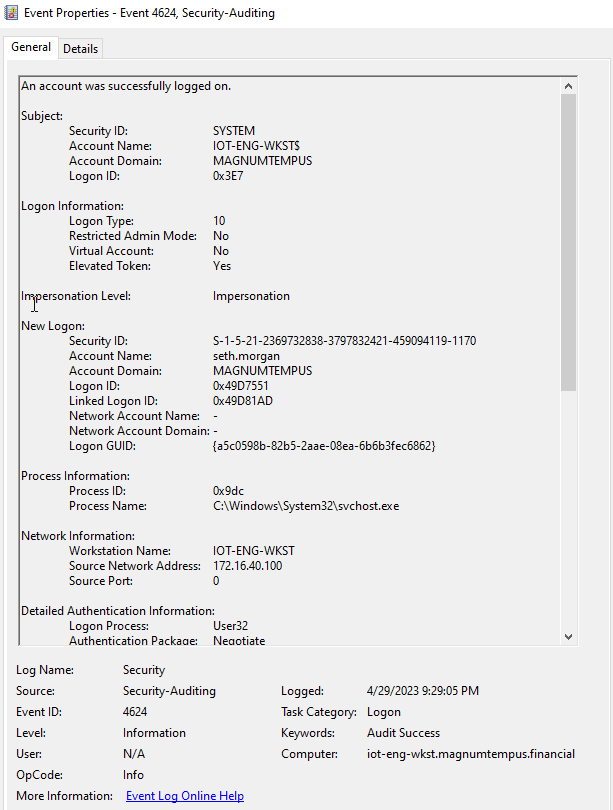 Event Properties - Event 4624, Security-Auditing
General Details
An account was successfully logged on.
Subject:
Security ID: SYSTEM
Account Name: IOT-ENG-WKST$
Account Domain: MAGNUMTEMPUS
Logon ID: 0x3E7
Logon Information:
Logon Type: 10
Restricted Admin Mode: No
Virtual Account: No
Elevated Token: Yes
Impersonation Level: Impersonation
New Logon:
Security ID: S-1-5-21-2369732838-3797832421-459094119-1170
Account Name: seth.morgan
Account Domain: MAGNUMTEMPUS
Logon ID: 0x49D7551
Linked Logon ID: 0x49D81AD
Network Account Name: -
Network Account Domain: -
Logon GUID: {a5c0598b-82b5-2aae-08ea-6b6b3fec6862}
Process Information:
Process ID: 0x9dc
Process Name: C:\Windows\System32\svchost.exe
Network Information:
Workstation Name: IOT-ENG-WKST
Source Network Address: 172.16.40.100
Source Port: 0
Detailed Authentication Information:
Logon Process: User32
Authentication Package: Negotiate
Log Name: Security
Source: Security-Auditing Logged: 4/29/2023 9:29:05 PM
Event ID: 4624 Task Category: Logon
Level: Information Keywords: Audit Success
User: N/A Computer: iot-eng-wkst.magnumtempus.financial
OpCode: Info
More Information: Event Log Online Help